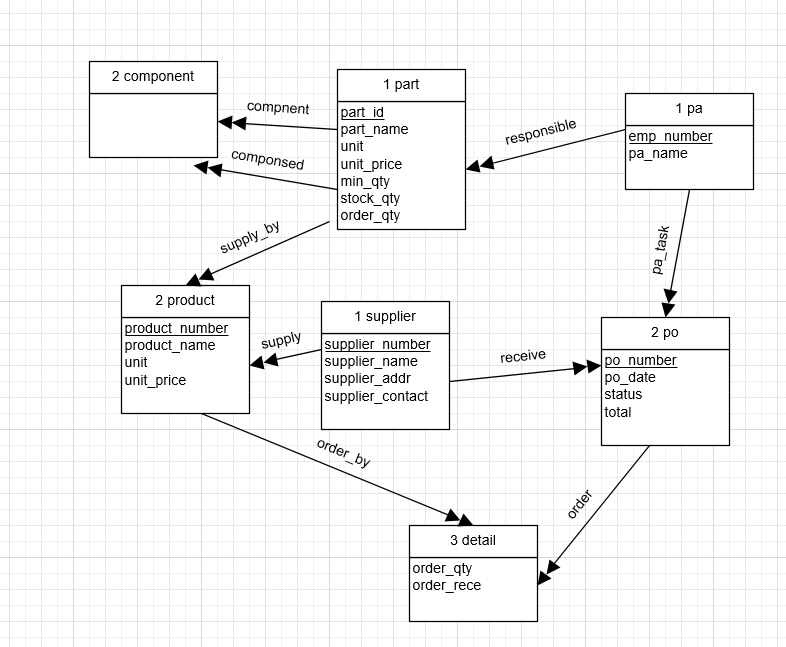 2 component
compnent
componsed
1 part
part_id
part_name
unit
unit_price
min_qty
stock_qty
order_qty
responsible
1 pa
emp_number
pa_name
supply_by
pa_task
2 product
product_number
product_name
unit
unit_price
supply
1 supplier
supplier_number
supplier_name
supplier_addr
supplier_contact
receive
2 po
po_number
po_date
status
total
order_by
order
3 detail
order_qty
order_rece